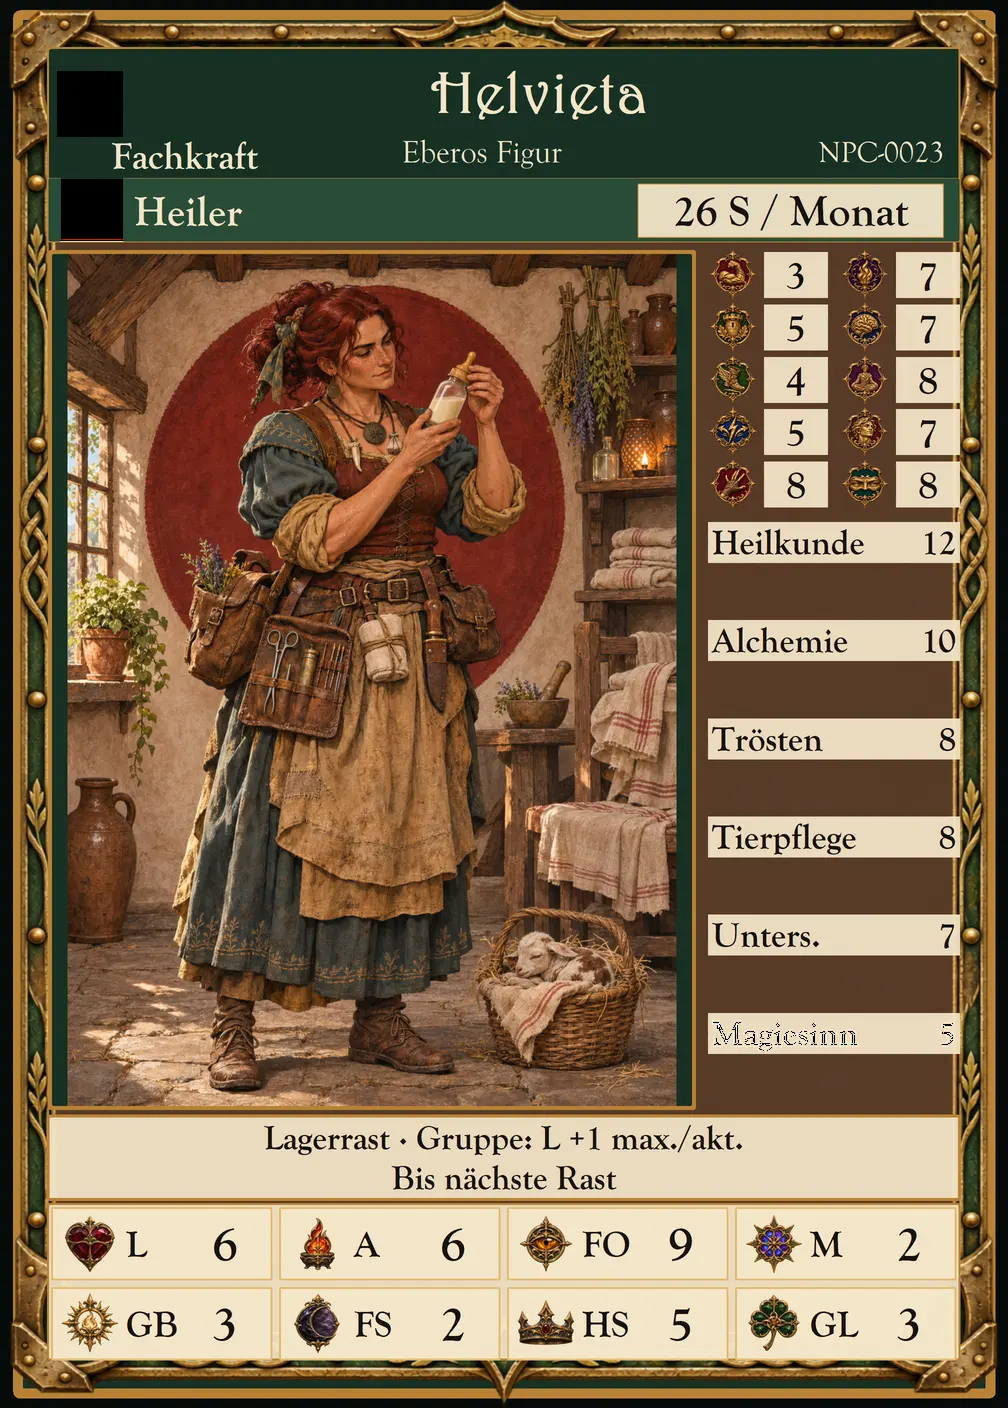 Helvieta
Fachkraft
Eberos Figur
NPC-0023
Heiler
26 S / Monat
3 7
5 7
4 8
5 7
8 8
Heilkunde 12
Alchemie 10
Trösten 8
Tierpflege 8
Unters. 7
Magiesinn 5
Lagerrast · Gruppe: L +1 max./akt.
Bis nächste Rast
L 6 A 6 FO 9 M 2
GB 3 FS 2 HS 5 GL 3